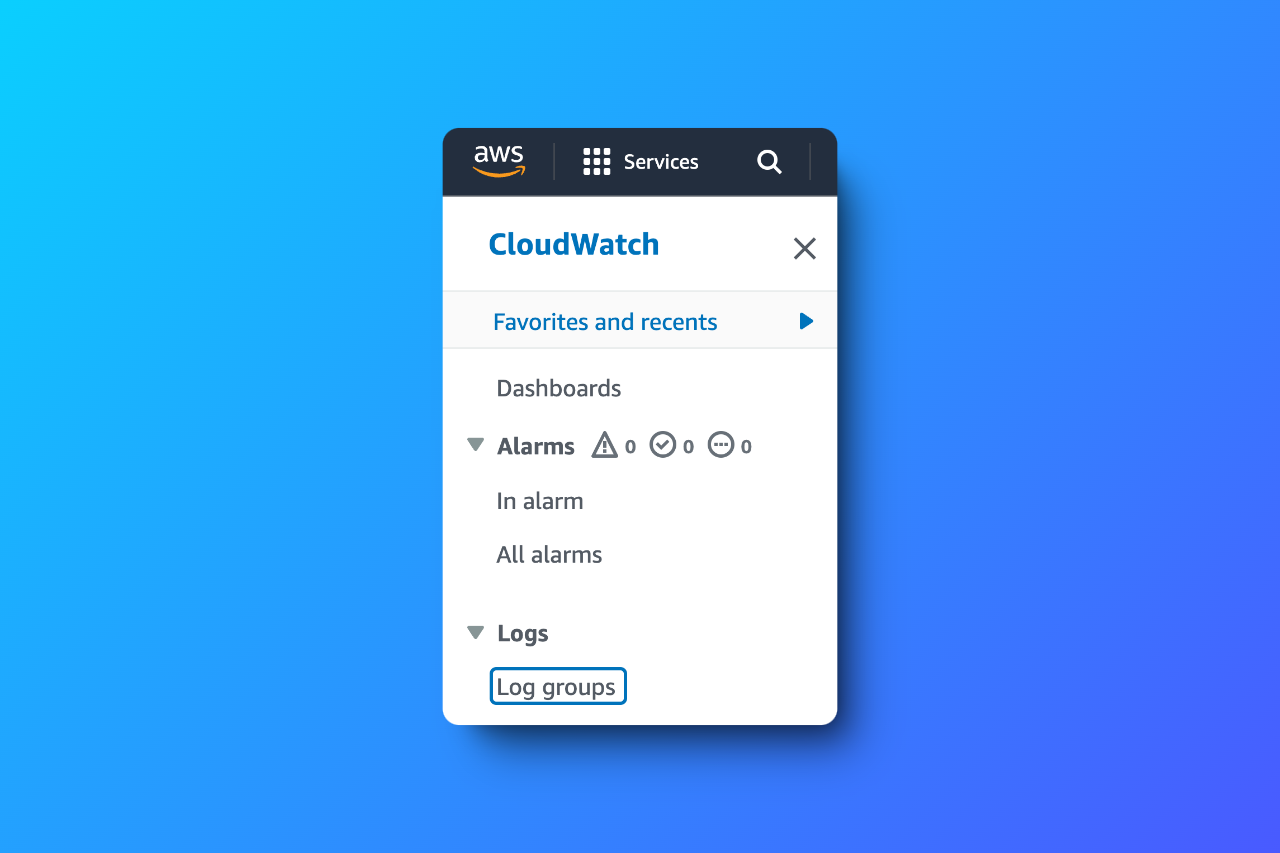 aws Services
CloudWatch
Favorites and recents
Dashboards
Alarms 0 0 0
In alarm
All alarms
Logs
Log groups